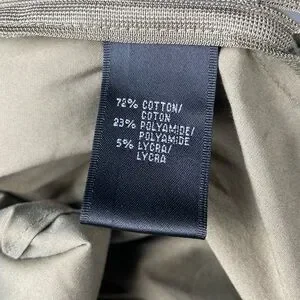 72% COTTON/
COTON
23% POLYAMIDE/
POLYAMIDE
5% LYCRA/
LYCRA